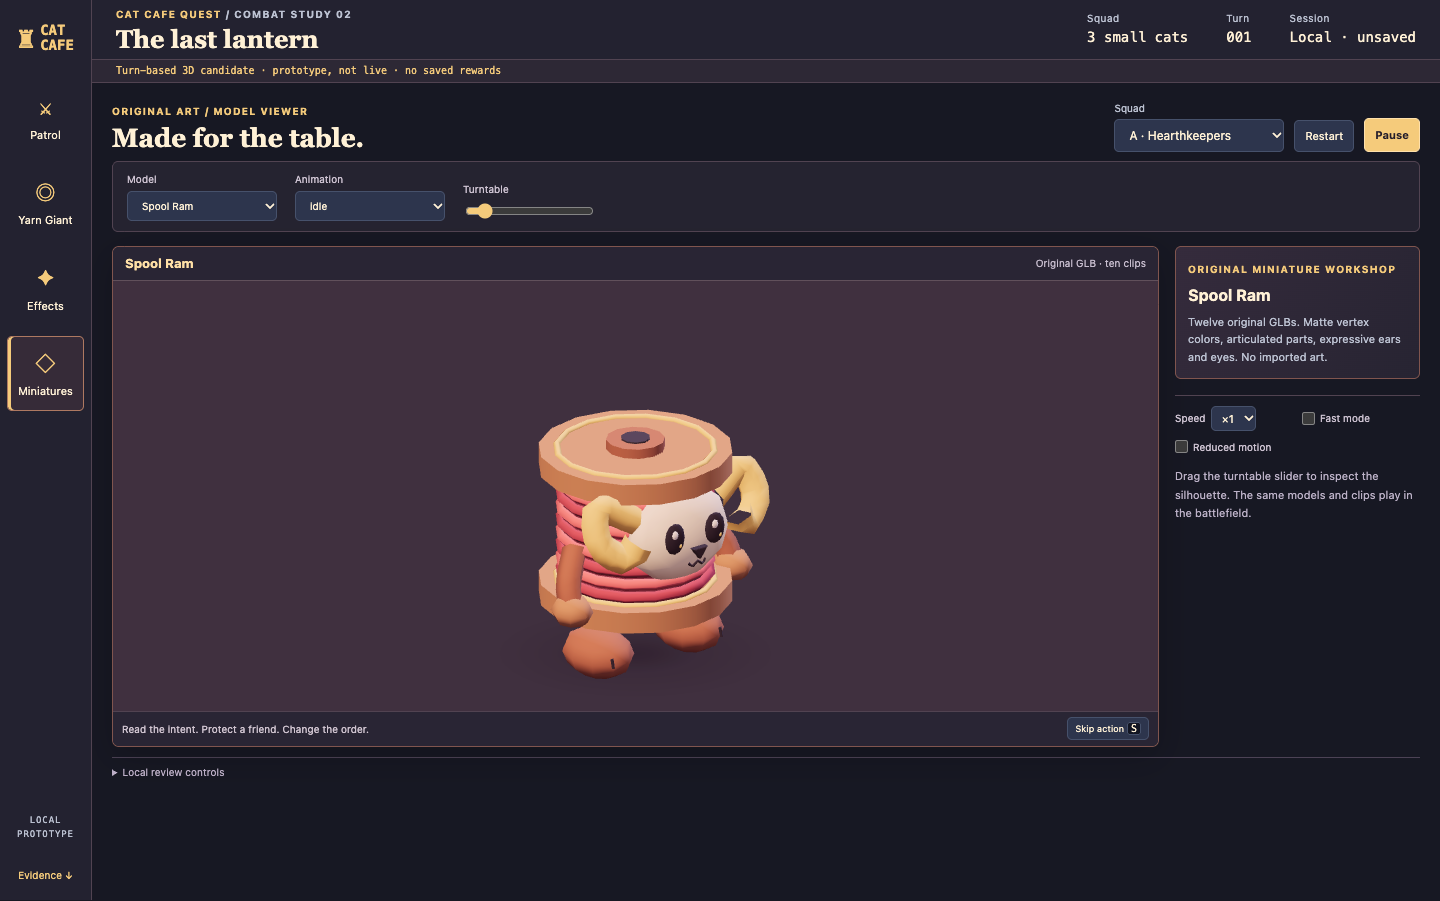 CAT
CAFE
Patrol
Yarn Giant
Effects
Miniatures
LOCAL
PROTOTYPE
Evidence ↓
CAT CAFE QUEST / COMBAT STUDY 02
The last lantern
Squad
3 small cats
Turn
001
Session
Local · unsaved
Turn-based 3D candidate · prototype, not live · no saved rewards
ORIGINAL ART / MODEL VIEWER
Made for the table.
Squad
A · Hearthkeepers
Restart
Pause
Model
Spool Ram
Animation
idle
Turntable
Spool Ram
Original GLB · ten clips
Read the intent. Protect a friend. Change the order.
Skip action S
ORIGINAL MINIATURE WORKSHOP
Spool Ram
Twelve original GLBs. Matte vertex
colors, articulated parts, expressive ears
and eyes. No imported art.
Speed
×1
Fast mode
Reduced motion
Drag the turntable slider to inspect the
silhouette. The same models and clips play in
the battlefield.
Local review controls